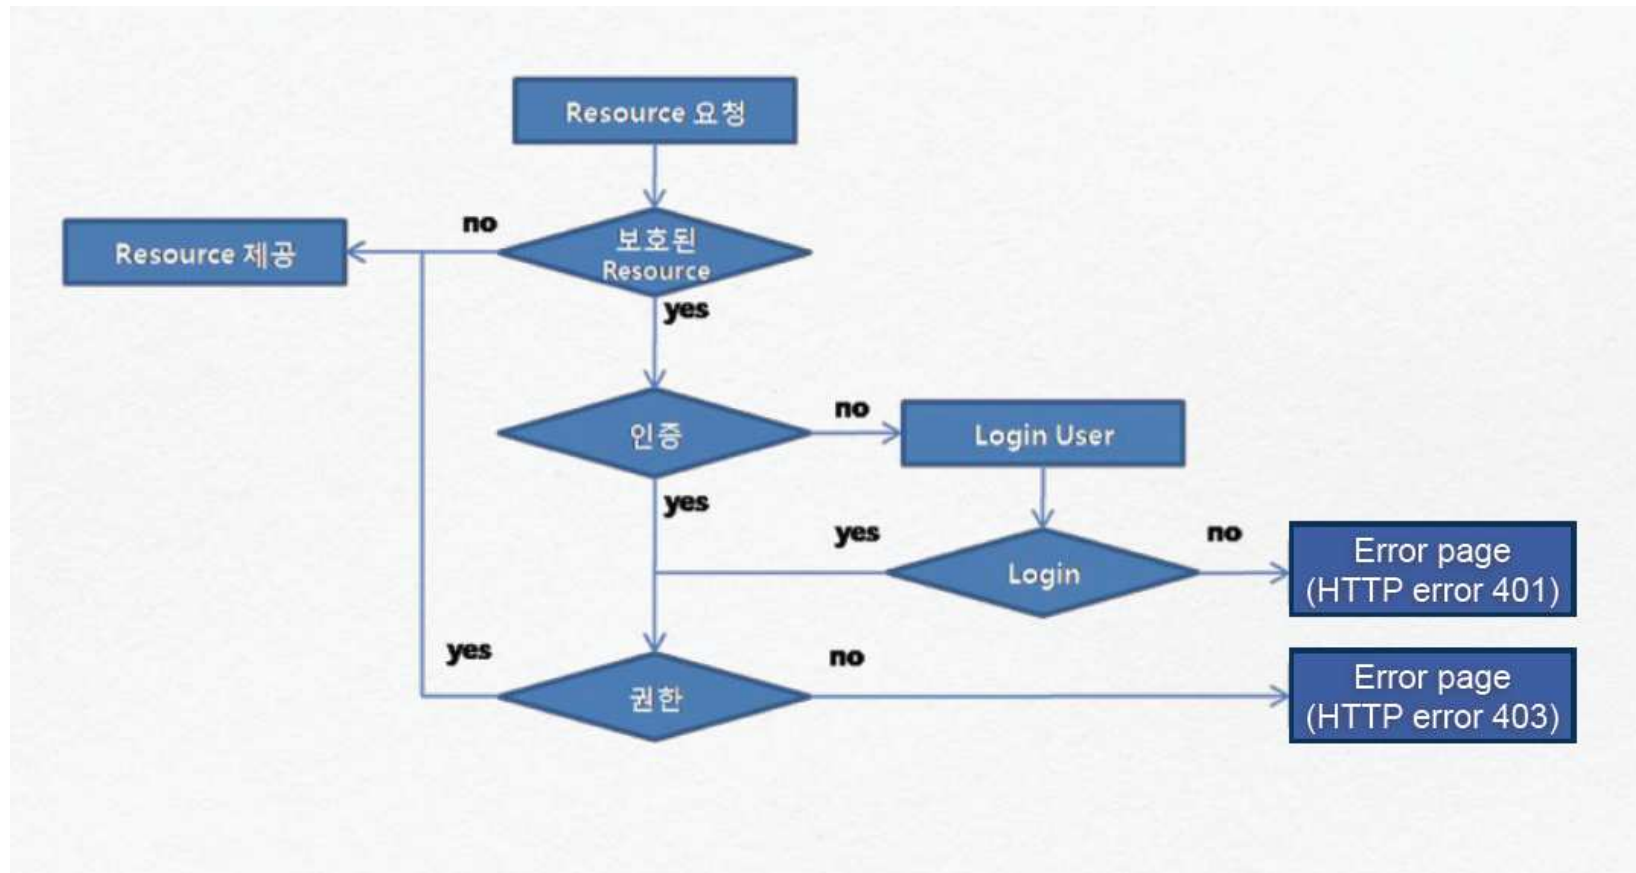 Resource 요청
no
Resource 제공
보호된
Resource
yes
인증
no
Login User
yes
yes
Login
no
Error page
(HTTP error 401)
yes
권한
no
Error page
(HTTP error 403)